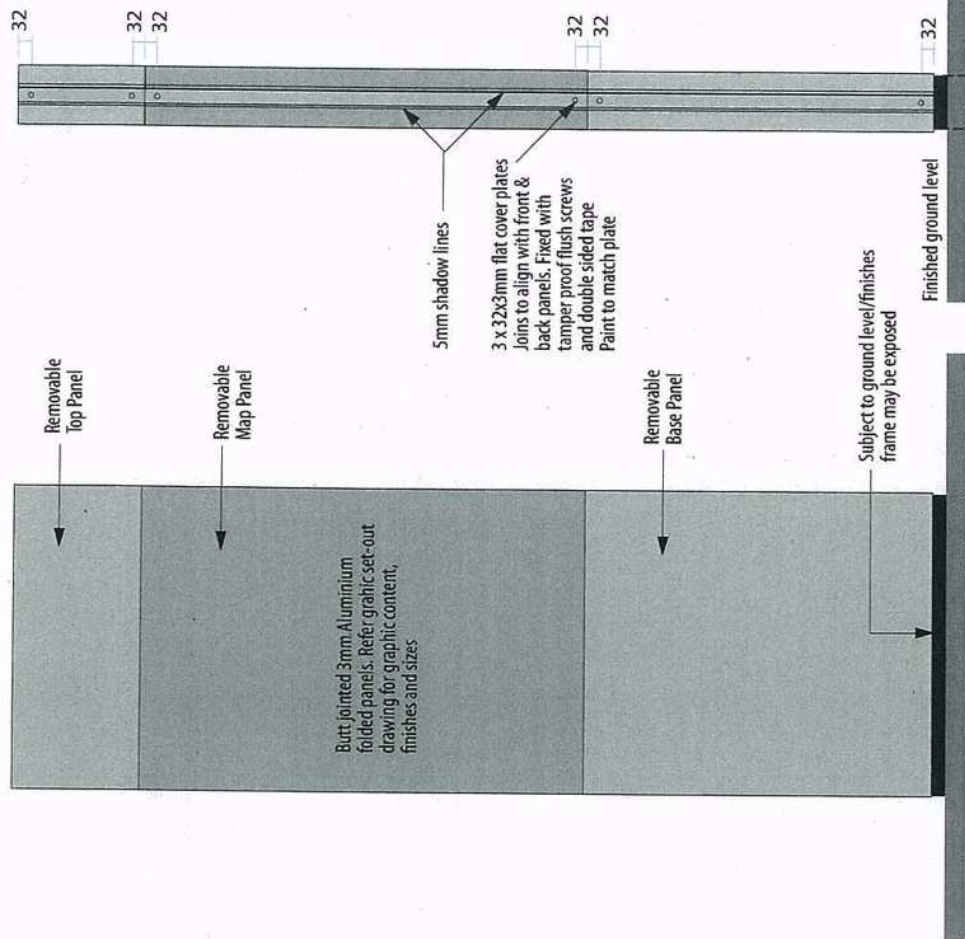 Removable
Top Panel
Removable
Map Panel
Butt jointed 3mm Aluminium
folded panels. Refer grahic set-out
drawing for graphic content,
finishes and sizes
Removable
Base Panel
Subject to ground level/finishes
frame may be exposed
32
32
32
5mm shadow lines
3 x 32x3mm flat cover plates
Joins to align with front &
back panels. Fixed with
tamper proof flush screws
and double sided tape
Paint to match plate
32
32
32
Finished ground level